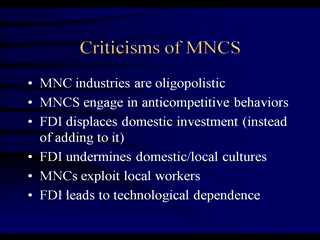 Criticisms of MNCS
• MNC industries are oligopolistic
• MNCS engage in anticompetitive behaviors
• FDI displaces domestic investment (instead
of adding to it)
• FDI undermines domestic/local cultures
• MNCs exploit local workers
• FDI leads to technological dependence